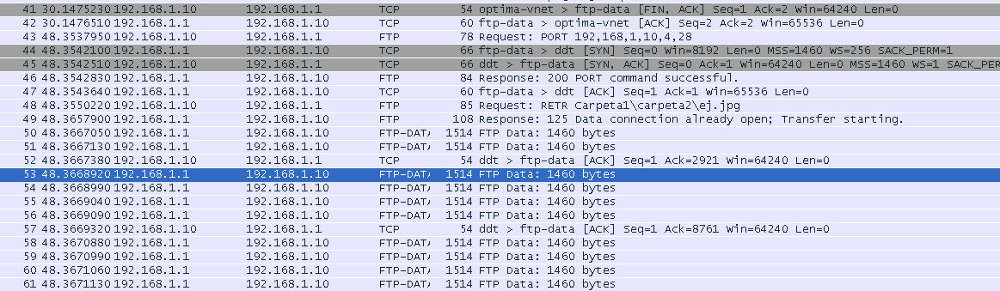 41 30.1475230 192.168.1.10 192.168.1.1 TCP 54 optima-vnet > ftp-data [FIN, ACK] Seq=1 Ack=2 Win=64240 Len=0
42 30.1476510 192.168.1.1 192.168.1.10 TCP 60 ftp-data > optima-vnet [ACK] Seq=2 Ack=2 Win=65536 Len=0
43 48.3537950 192.168.1.10 192.168.1.1 FTP 78 Request: PORT 192,168,1,10,4,28
44 48.3542100 192.168.1.1 192.168.1.10 TCP 66 ftp-data > ddt [SYN] Seq=0 Win=8192 Len=0 MSS=1460 WS=256 SACK_PERM=1
45 48.3542510 192.168.1.10 192.168.1.1 TCP 66 ddt > ftp-data [SYN, ACK] Seq=0 Ack=1 Win=64240 Len=0 MSS=1460 WS=1 SACK_PER
46 48.3542830 192.168.1.1 192.168.1.10 FTP 84 Response: 200 PORT command successful.
47 48.3543640 192.168.1.1 192.168.1.10 TCP 60 ftp-data > ddt [ACK] Seq=1 Ack=1 Win=65536 Len=0
48 48.3550220 192.168.1.10 192.168.1.1 FTP 85 Request: RETR Carpeta1\carpeta2\ej.jpg
49 48.3657900 192.168.1.1 192.168.1.10 FTP 108 Response: 125 Data connection already open; Transfer starting.
50 48.3667050 192.168.1.1 192.168.1.10 FTP-DATA 1514 FTP Data: 1460 bytes
51 48.3667130 192.168.1.1 192.168.1.10 FTP-DATA 1514 FTP Data: 1460 bytes
52 48.3667380 192.168.1.10 192.168.1.1 TCP 54 ddt > ftp-data [ACK] Seq=1 Ack=2921 Win=64240 Len=0
53 48.3668920 192.168.1.1 192.168.1.10 FTP-DATA 1514 FTP Data: 1460 bytes
54 48.3668990 192.168.1.1 192.168.1.10 FTP-DATA 1514 FTP Data: 1460 bytes
55 48.3669040 192.168.1.1 192.168.1.10 FTP-DATA 1514 FTP Data: 1460 bytes
56 48.3669090 192.168.1.1 192.168.1.10 FTP-DATA 1514 FTP Data: 1460 bytes
57 48.3669320 192.168.1.10 192.168.1.1 TCP 54 ddt > ftp-data [ACK] Seq=1 Ack=8761 Win=64240 Len=0
58 48.3670880 192.168.1.1 192.168.1.10 FTP-DATA 1514 FTP Data: 1460 bytes
59 48.3670990 192.168.1.1 192.168.1.10 FTP-DATA 1514 FTP Data: 1460 bytes
60 48.3671060 192.168.1.1 192.168.1.10 FTP-DATA 1514 FTP Data: 1460 bytes
61 48.3671130 192.168.1.1 192.168.1.10 FTP-DATA 1514 FTP Data: 1460 bytes